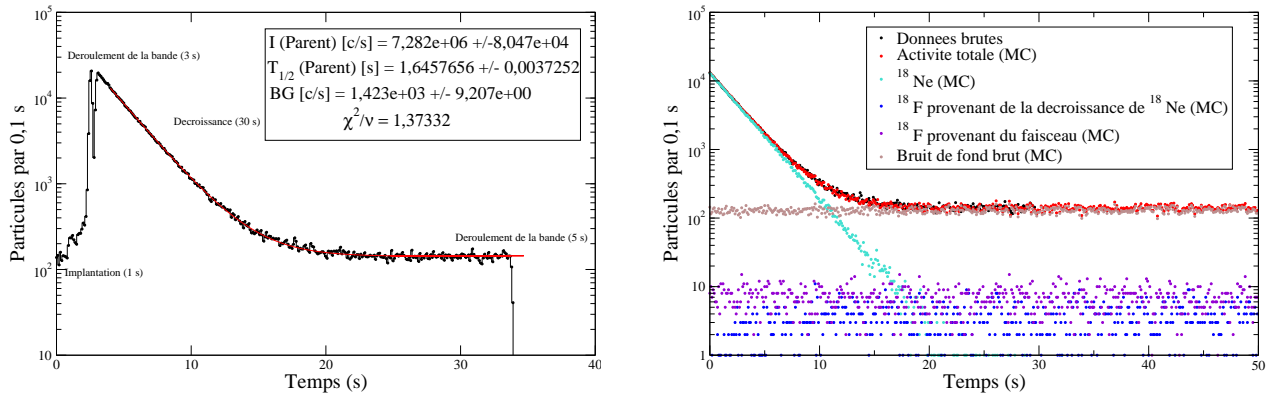 I (Parent) [c/s] = 7,282e+06 +/-8,047e+04
T1/2 (Parent) [s] = 1,6457656 +/- 0,0037252
BG [c/s] = 1,423e+03 +/- 9,207e+00
χ2/ν = 1,37332
Deroulement de la bande (3 s)
Decroissance (30 s)
Deroulement de la bande (5 s)
Implantation (1 s)
Particules par 0,1 s
10^5
10^4
10^3
10^2
10
0
10
20
30
40
Temps (s)
Donnees brutes
Activite totale (MC)
18 Ne (MC)
18 F provenant de la decroissance de 18 Ne (MC)
18 F provenant du faisceau (MC)
Bruit de fond brut (MC)
Particules par 0,1 s
10^5
10^4
10^3
100
10
1
0
10
20
30
40
50
Temps (s)